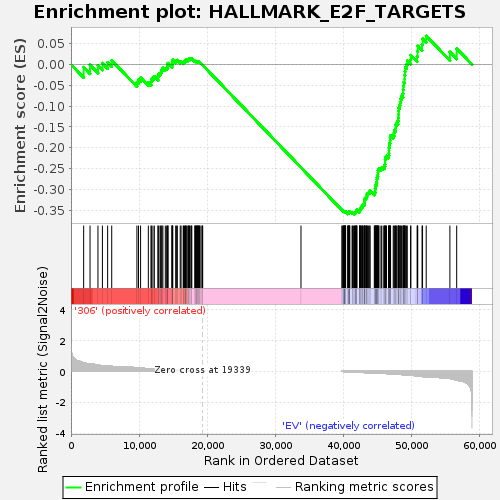 Enrichment plot: HALLMARK_E2F_TARGETS
Enrichment score (ES)
0.05
0.00
-0.05
-0.10
-0.15
-0.20
-0.25
-0.30
-0.35
'306' (positively correlated)
Ranked list metric (Signal2Noise)
4
2
0
-2
-4
Zero cross at 19339
'EV' (negatively correlated)
0
10,000
20,000
30,000
40,000
50,000
60,000
Rank in Ordered Dataset
Enrichment profile
Hits
Ranking metric scores